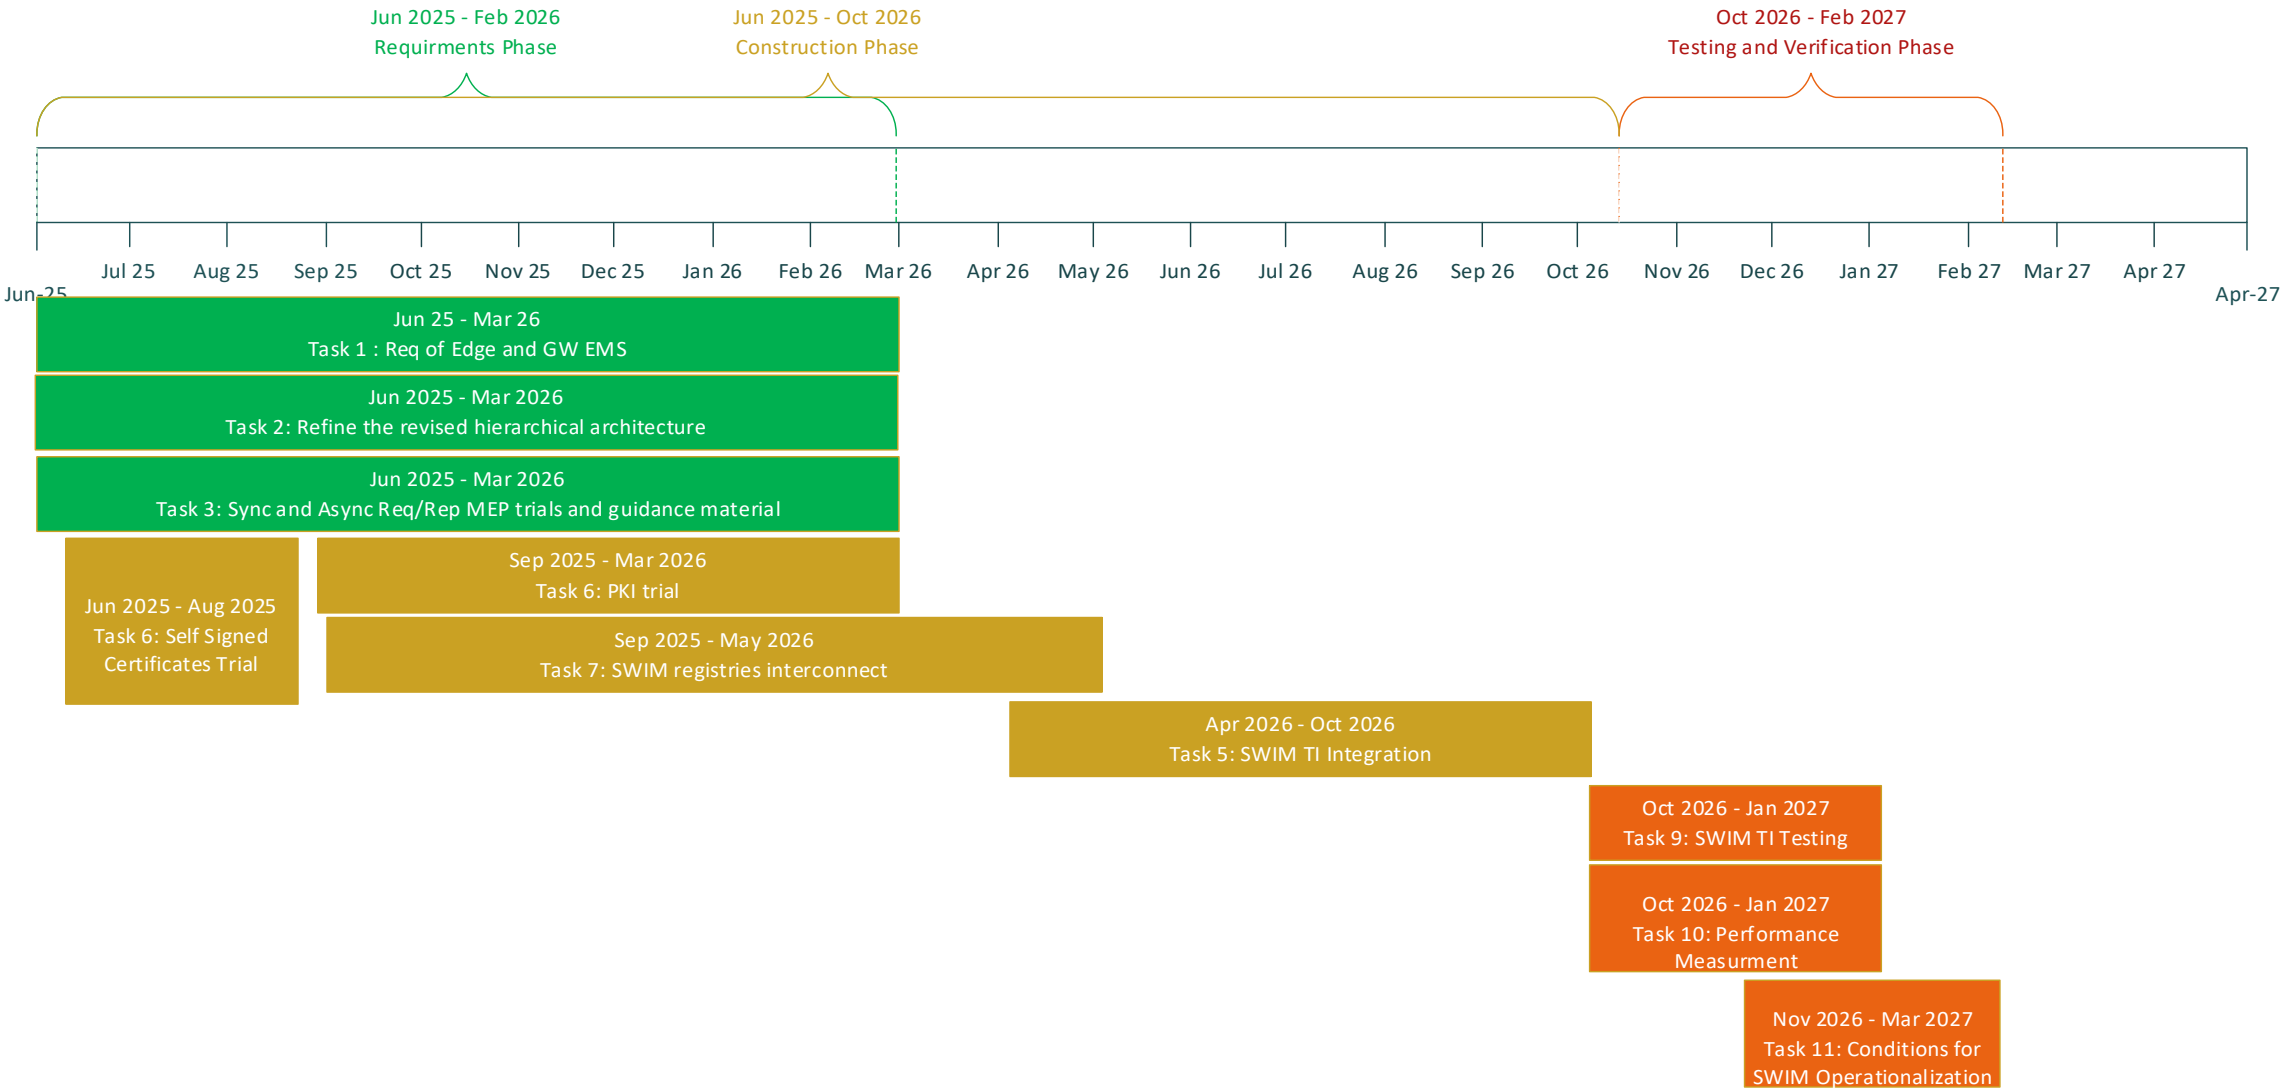 Jun 2025 - Feb 2026
Requirments Phase
Jun 2025 - Oct 2026
Construction Phase
Oct 2026 - Feb 2027
Testing and Verification Phase
Jul 25
Aug 25
Sep 25
Oct 25
Nov 25
Dec 25
Jan 26
Feb 26
Mar 26
Apr 26
May 26
Jun 26
Jul 26
Aug 26
Sep 26
Oct 26
Nov 26
Dec 26
Jan 27
Feb 27
Mar 27
Apr 27
Jun-25
Apr-27
Jun 25 - Mar 26
Task 1 : Req of Edge and GW EMS
Jun 2025 - Mar 2026
Task 2: Refine the revised hierarchical architecture
Jun 2025 - Mar 2026
Task 3: Sync and Async Req/Rep MEP trials and guidance material
Jun 2025 - Aug 2025
Task 6: Self Signed
Certificates Trial
Sep 2025 - Mar 2026
Task 6: PKI trial
Sep 2025 - May 2026
Task 7: SWIM registries interconnect
Apr 2026 - Oct 2026
Task 5: SWIM TI Integration
Oct 2026 - Jan 2027
Task 9: SWIM TI Testing
Oct 2026 - Jan 2027
Task 10: Performance
Measurment
Nov 2026 - Mar 2027
Task 11: Conditions for
SWIM Operationalization